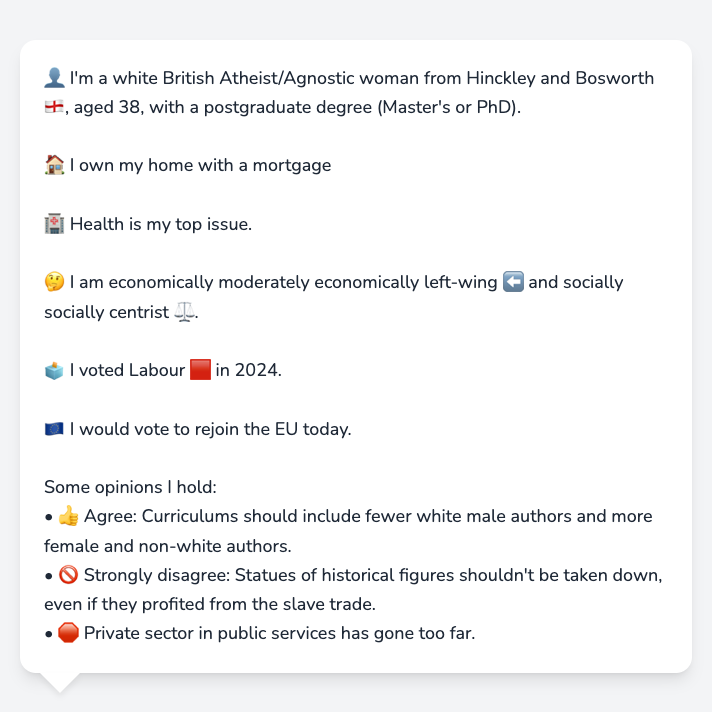 👤 I'm a white British Atheist/Agnostic woman from Hinckley and Bosworth
🏴󠁧󠁢󠁥󠁮󠁧󠁿, aged 38, with a postgraduate degree (Master's or PhD).
🏠 I own my home with a mortgage
🏥 Health is my top issue.
🤔 I am economically moderately economically left-wing ⬅️ and socially
socially centrist ⚖️.
🗳️ I voted Labour 🟥 in 2024.
🇪🇺 I would vote to rejoin the EU today.
Some opinions I hold:
• 👍 Agree: Curriculums should include fewer white male authors and more
female and non-white authors.
• 🚫 Strongly disagree: Statues of historical figures shouldn't be taken down,
even if they profited from the slave trade.
• 🛑 Private sector in public services has gone too far.